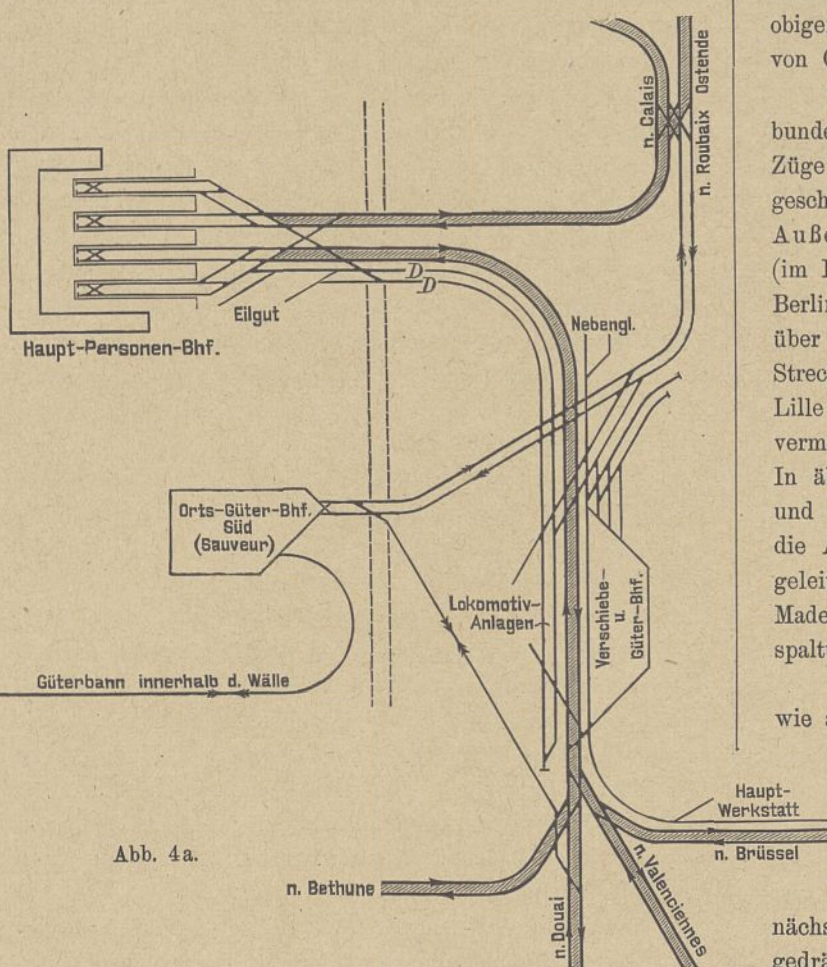 n. Calais
n. Roubaix Ostende
D
D
Eilgut
Haupt-Personen-Bhf.
Nebengl.
Orts-Güter-Bhf.
Süd
(Sauveur)
Lokomotiv-
Anlagen
Verschiebe-
u.
Güter-Bhf.
Güterbann innerhalb d. Wälle
Haupt-
Werkstatt
n. Brüssel
Abb. 4a.
n. Bethune
n. Douai
n. Valenciennes
obige
von
bunde
Züge
gesch
Auße
(im
Berlin
über
Strec
Lille
verm
In ä
und
die
gelei
Made
spalt
wie
nächs
gedrä